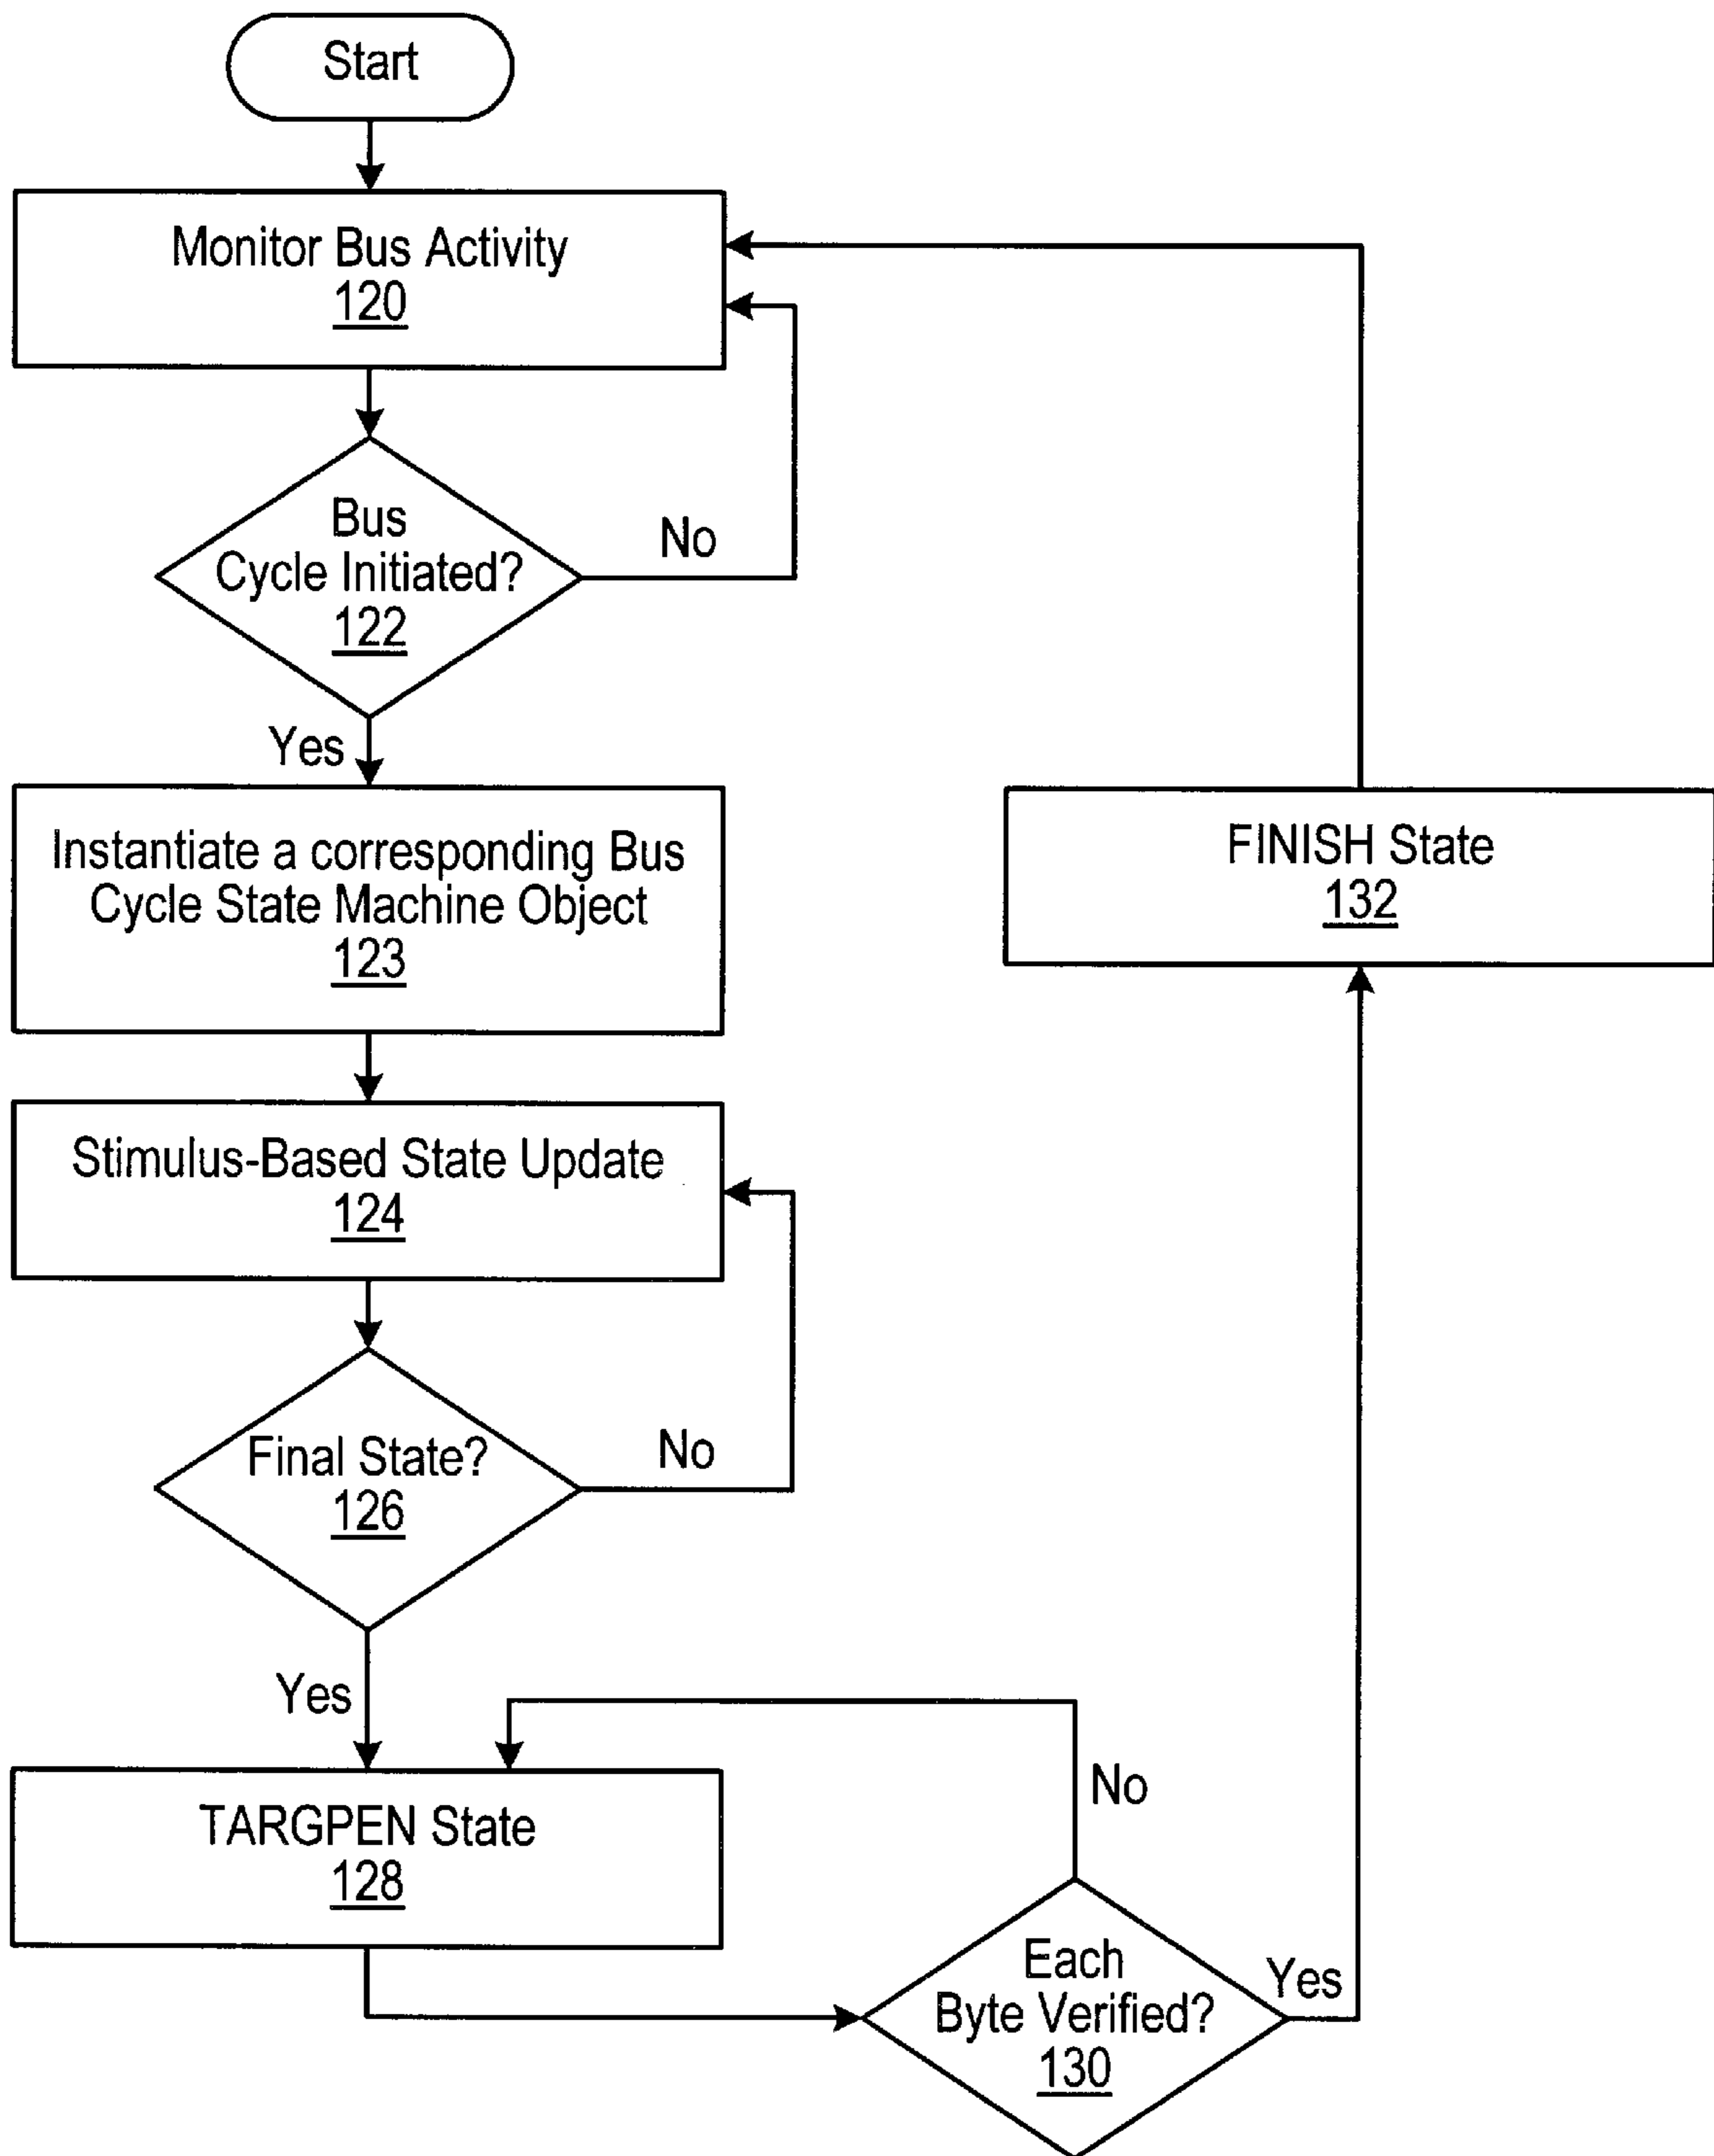 Start
Monitor Bus Activity
120
Bus
Cycle Initiated?
122
No
Yes
Instantiate a corresponding Bus
Cycle State Machine Object
123
FINISH State
132
Stimulus-Based State Update
124
Final State?
126
No
Yes
TARGPEN State
128
No
Each
Byte Verified?
130
Yes